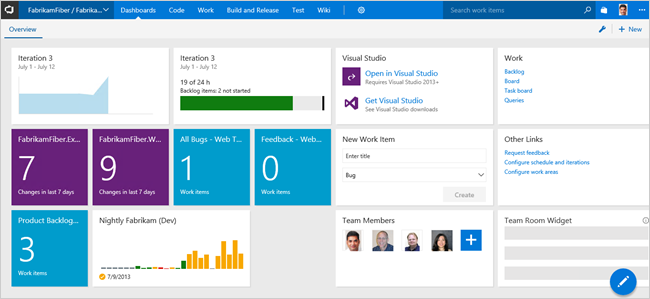 FabrikamFiber / Fabrika...
Dashboards
Code
Work
Build and Release
Test
Wiki
Search work items
Overview
+ New
Iteration 3
July 1 - July 12
Iteration 3
July 1 - July 12
19 of 24 h
Backlog items: 2 not started
Visual Studio
Open in Visual Studio
Requires Visual Studio 2013+
Get Visual Studio
See Visual Studio downloads
Work
Backlog
Board
Task board
Queries
FabrikamFiber.Ex...
7
Changes in last 7 days
FabrikamFiber.W...
9
Changes in last 7 days
All Bugs - Web T...
1
Work items
Feedback - Web...
0
Work items
New Work Item
Enter title
Bug
Create
Other Links
Request feedback
Configure schedule and iterations
Configure work areas
Product Backlog...
3
Work items
Nightly Fabrikam (Dev)
7/9/2013
Team Members
+
Team Room Widget